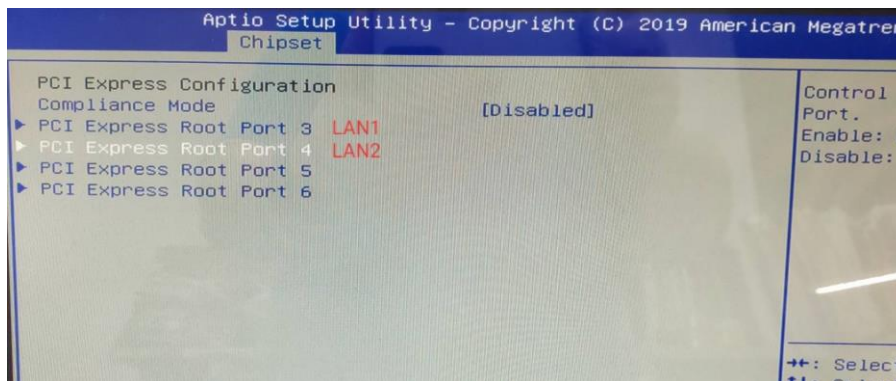 Aptio Setup Utility – Copyright (C) 2019 American
Chipset
PCI Express Configuration
Compliance Mode [Disabled]
PCI Express Root Port 3 LAN1
PCI Express Root Port 4 LAN2
PCI Express Root Port 5
PCI Express Root Port 6
Control
Port.
Enable:
Disable:
→←: Selec